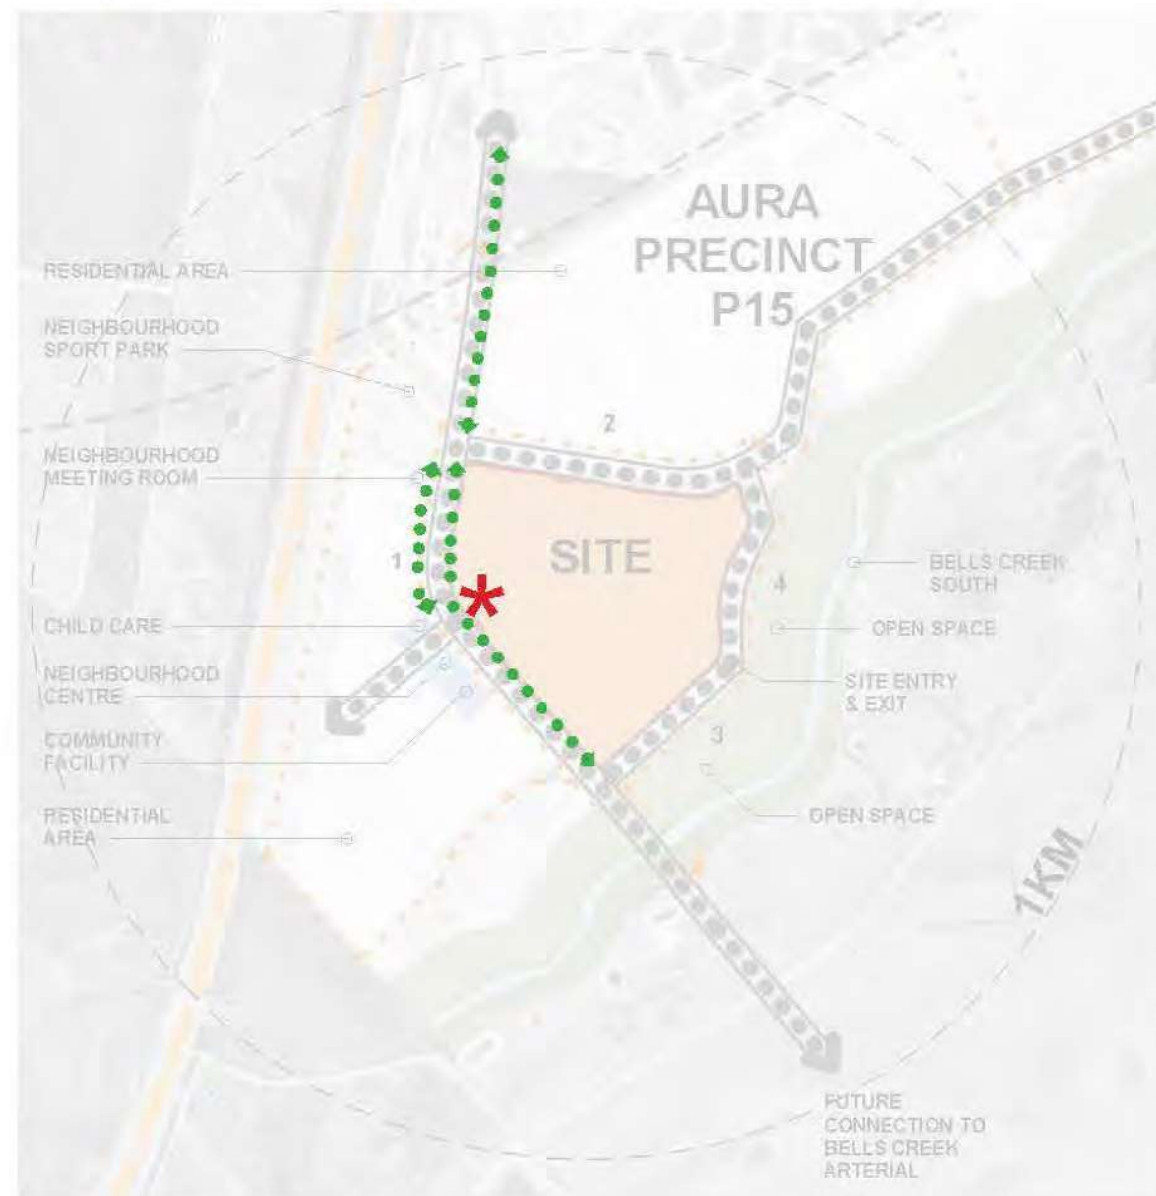 AURA
PRECINCT
P15
RESIDENTIAL AREA
NEIGHBOURHOOD
SPORT PARK
2
NEIGHBOURHOOD
MEETING ROOM
SITE
1
BELLS CREEK
SOUTH
4
CHILD CARE
OPEN SPACE
NEIGHBOURHOOD
CENTRE
SITE ENTRY
& EXIT
COMMUNITY
FACILITY
3
RESIDENTIAL
AREA
OPEN SPACE
1KM
FUTURE
CONNECTION TO
BELLS CREEK
ARTERIAL